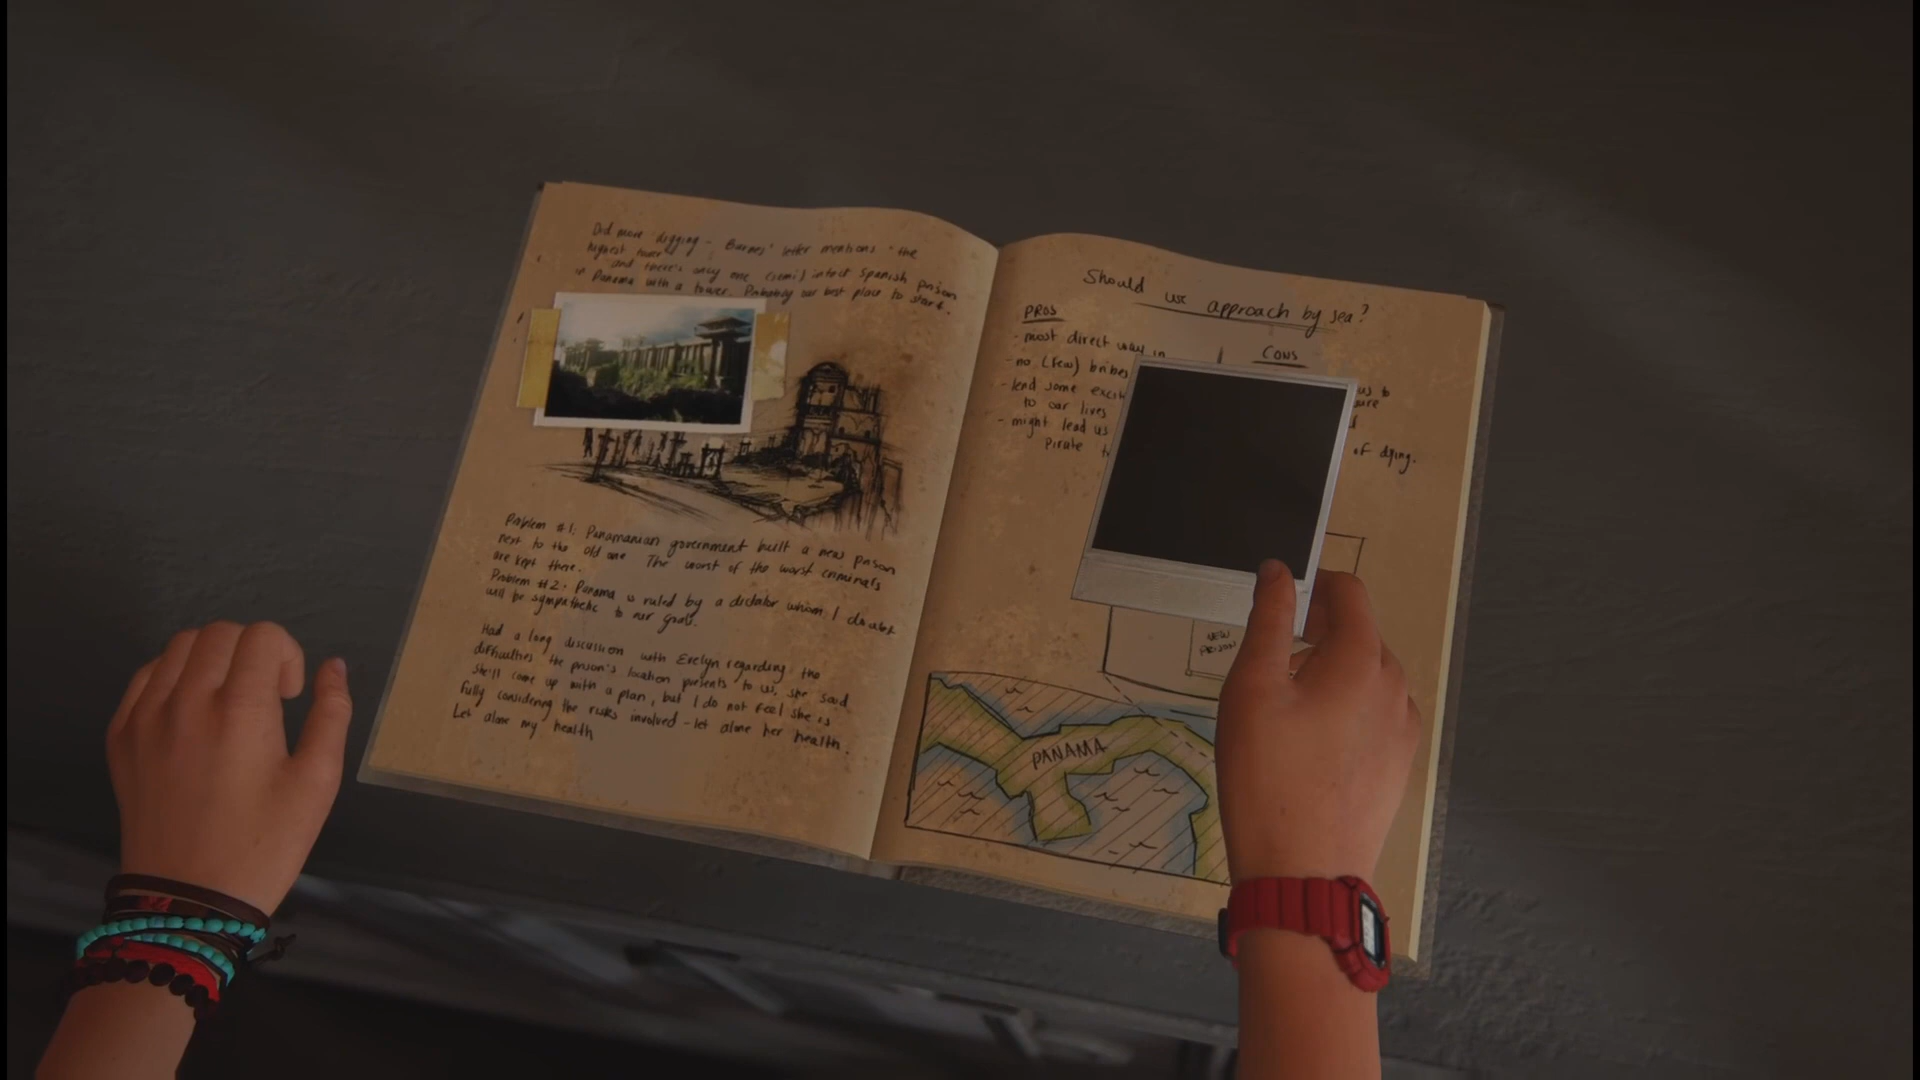 Did more digging - Burnes' letter mentions "the
highest tower"
and there's only one (semi) intact Spanish prison
in Panama with a tower. Probably our best place to start.
Problem #1: Panamanian government built a new prison
next to the old one. The worst of the worst criminals
are kept there.
Problem #2: Panama is ruled by a dictator whom I doubt
will be sympathetic to our goals.
Had a long discussion with Evelyn regarding the
difficulties the prison's location presents to us. She said
she'll come up with a plan, but I do not feel she is
fully considering the risks involved - let alone her health.
Let alone my health
Should we approach by sea?
PROS
CONS
- most direct way in
- no (few) bribes
- lend some
to our lives
- might lead us
Pirate
us to
of dying.
NEW
PRISON
PANAMA